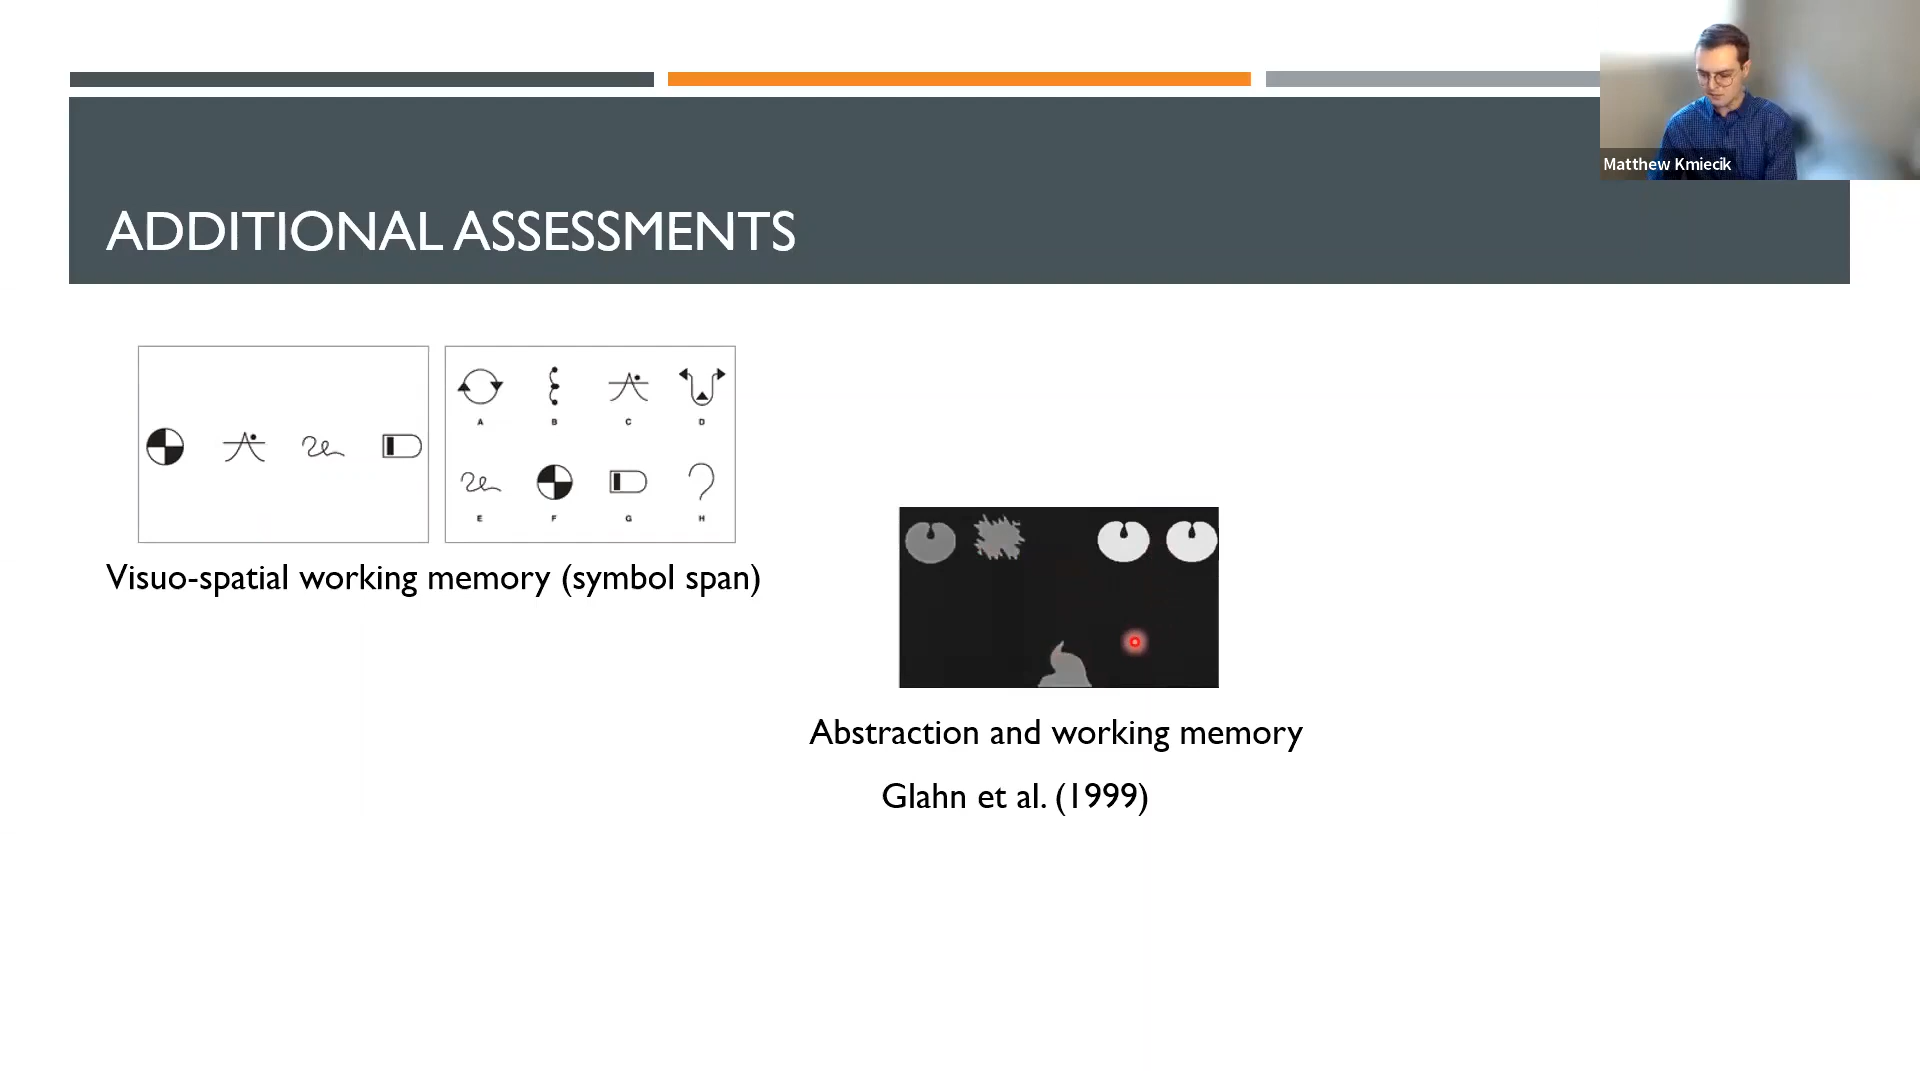 Matthew Kmiecik
ADDITIONAL ASSESSMENTS
A B C D
E F G H
Visuo-spatial working memory (symbol span)
Abstraction and working memory
Glahn et al. (1999)